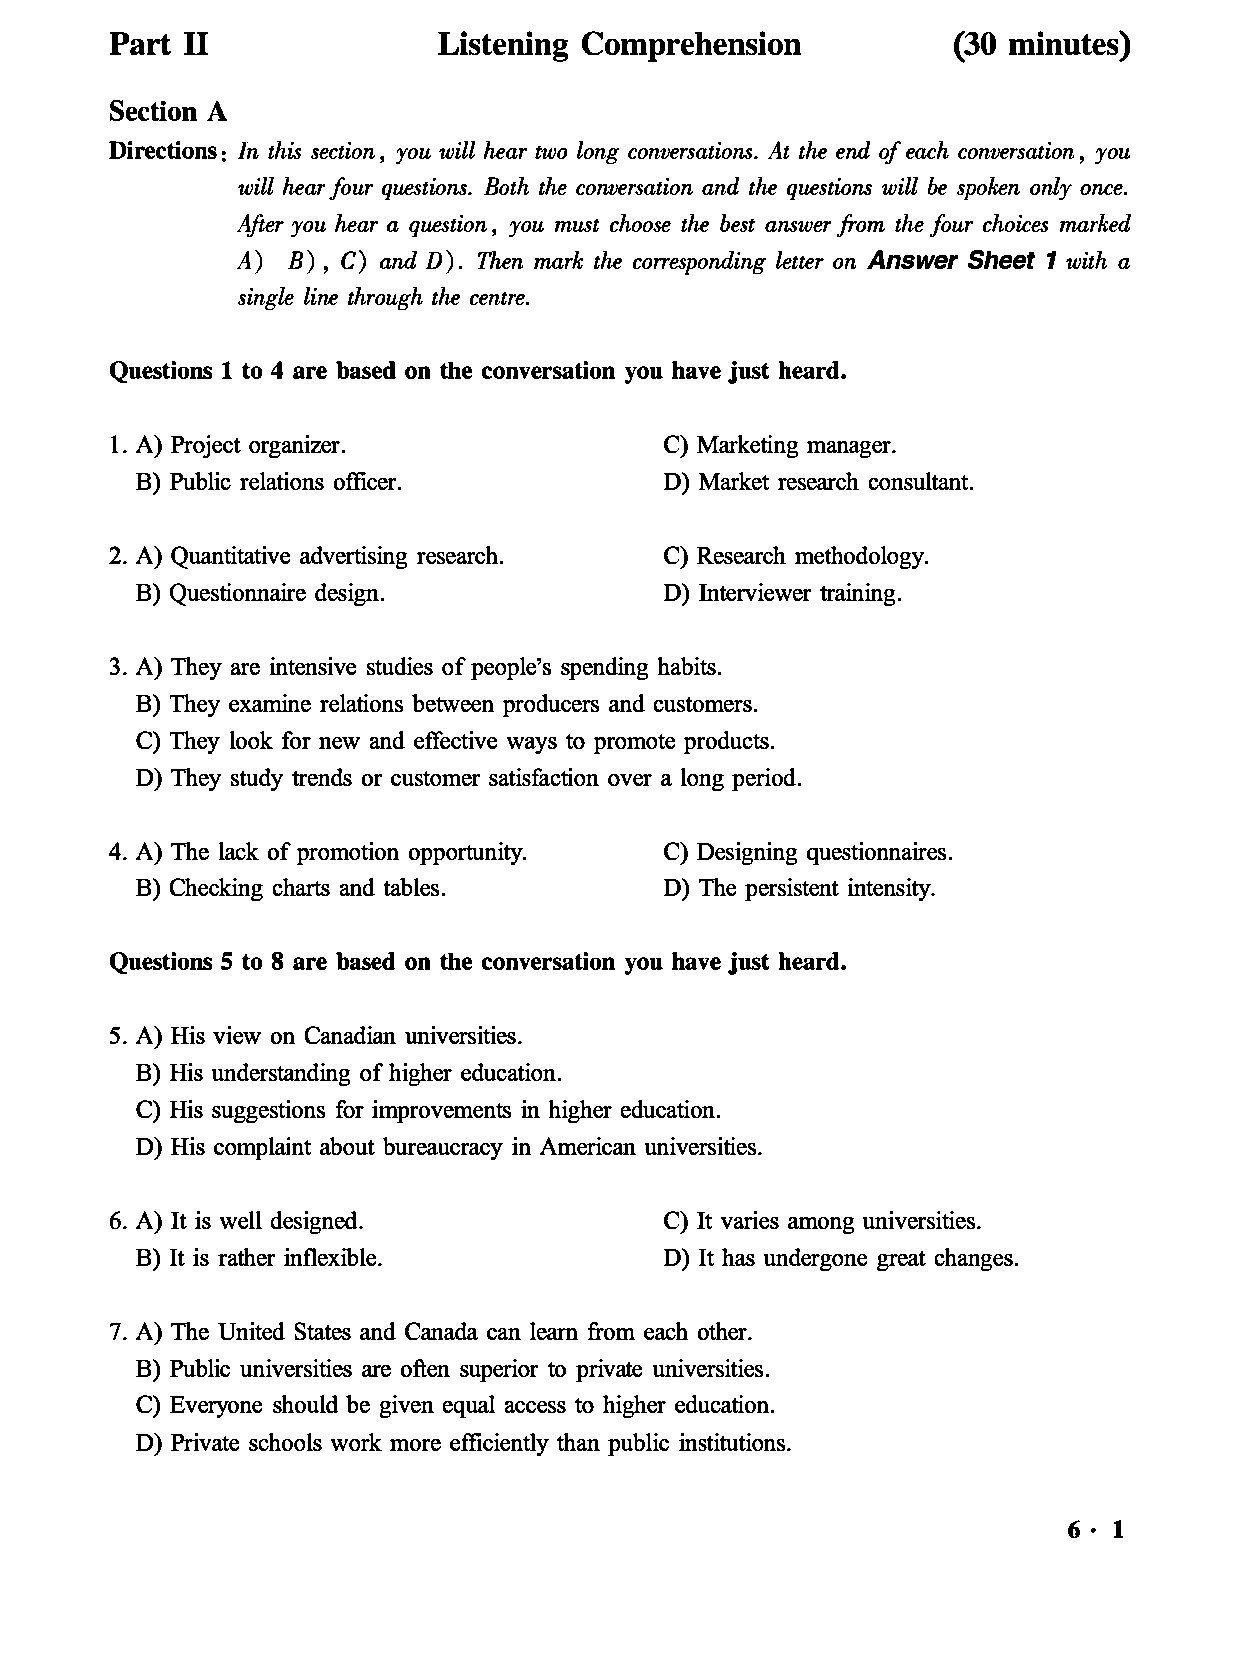 Part II Listening Comprehension (30 minutes)
Section A
Directions: In this section, you will hear two long conversations. At the end of each conversation, you
will hear four questions. Both the conversation and the questions will be spoken only once.
After you hear a question, you must choose the best answer from the four choices marked
A) B), C) and D). Then mark the corresponding letter on Answer Sheet 1 with a
single line through the centre.
Questions 1 to 4 are based on the conversation you have just heard.
1. A) Project organizer. C) Marketing manager.
B) Public relations officer. D) Market research consultant.
2. A) Quantitative advertising research. C) Research methodology.
B) Questionnaire design. D) Interviewer training.
3. A) They are intensive studies of people's spending habits.
B) They examine relations between producers and customers.
C) They look for new and effective ways to promote products.
D) They study trends or customer satisfaction over a long period.
4. A) The lack of promotion opportunity. C) Designing questionnaires.
B) Checking charts and tables. D) The persistent intensity.
Questions 5 to 8 are based on the conversation you have just heard.
5. A) His view on Canadian universities.
B) His understanding of higher education.
C) His suggestions for improvements in higher education.
D) His complaint about bureaucracy in American universities.
6. A) It is well designed. C) It varies among universities.
B) It is rather inflexible. D) It has undergone great changes.
7. A) The United States and Canada can learn from each other.
B) Public universities are often superior to private universities.
C) Everyone should be given equal access to higher education.
D) Private schools work more efficiently than public institutions.
6 · 1